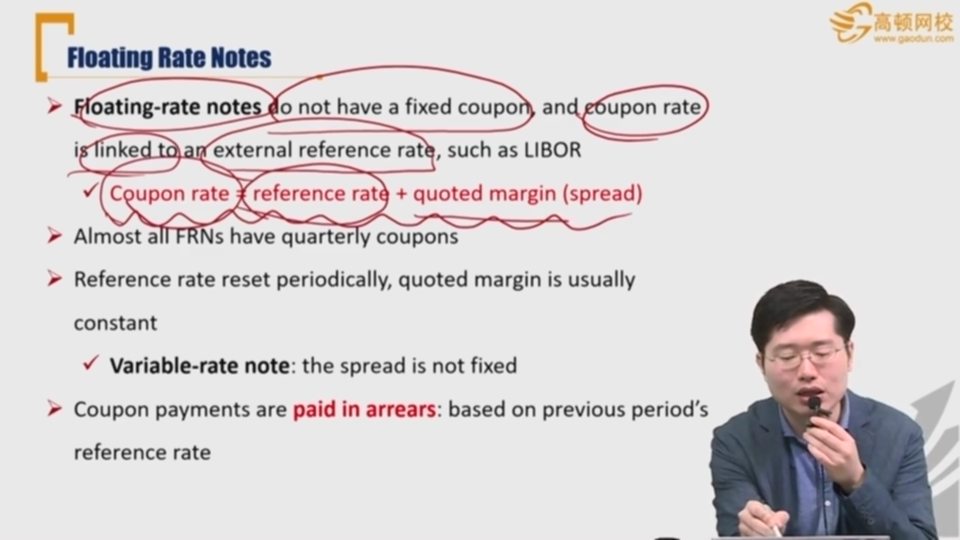 高顿网校
www.gaodun.com
Floating Rate Notes
Floating-rate notes do not have a fixed coupon, and coupon rate
is linked to an external reference rate, such as LIBOR
Coupon rate = reference rate + quoted margin (spread)
Almost all FRNs have quarterly coupons
Reference rate reset periodically, quoted margin is usually
constant
Variable-rate note: the spread is not fixed
Coupon payments are paid in arrears: based on previous period's
reference rate